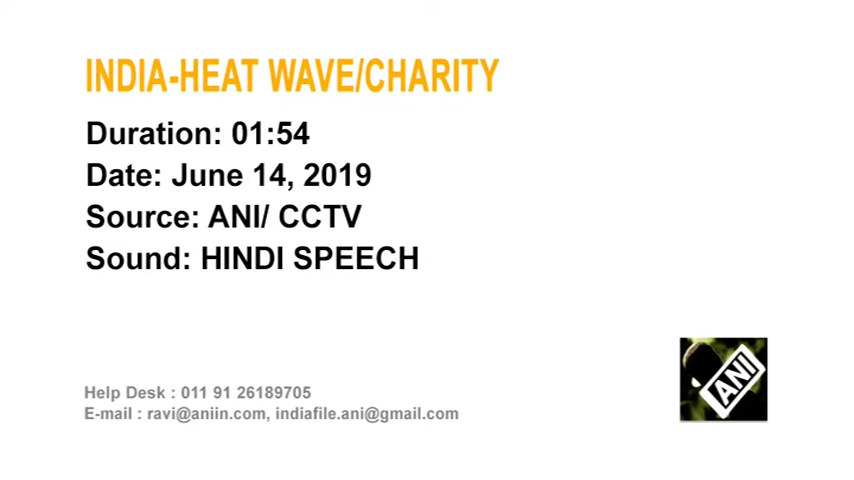 INDIA-HEAT WAVE/CHARITY
Duration: 01:54
Date: June 14, 2019
Source: ANI/ CCTV
Sound: HINDI SPEECH
Help Desk : 011 91 26189705
E-mail : ravi@aniin.com, indiafile.ani@gmail.com
ANI